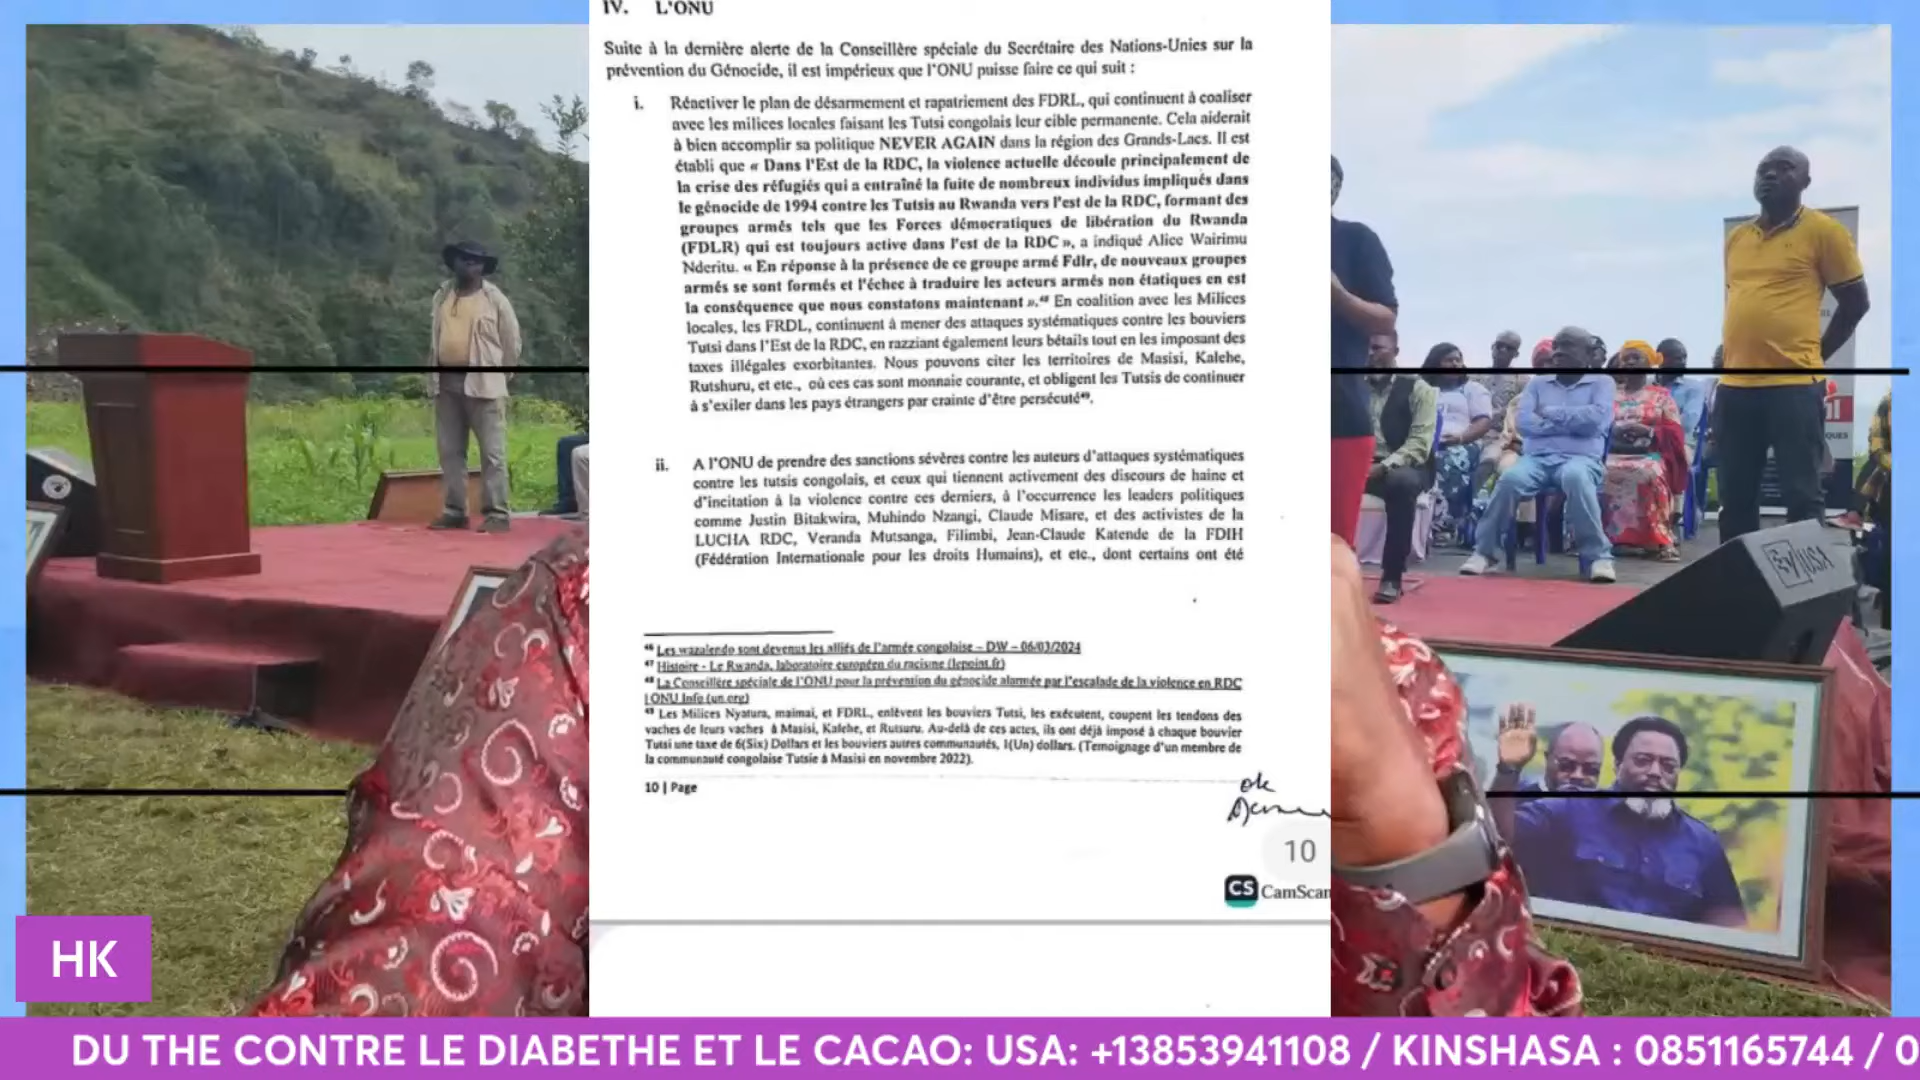 IV. L'ONU
Suite à la dernière alerte de la Conseillère spéciale du Secrétaire des Nations-Unies sur la
prévention du Génocide, il est impérieux que l'ONU puisse faire ce qui suit :
i. Réactiver le plan de désarmement et rapatriement des FDRL, qui continuent à coaliser
avec les milices locales faisant les Tutsi congolais leur cible permanente. Cela aiderait
à bien accomplir sa politique NEVER AGAIN dans la région des Grands-Lacs. Il est
établi que « Dans l'Est de la RDC, la violence actuelle découle principalement de
la crise des réfugiés qui a entraîné la fuite de nombreux individus impliqués dans
le génocide de 1994 contre les Tutsis au Rwanda vers l'est de la RDC, formant des
groupes armés tels que les Forces démocratiques de libération du Rwanda
(FDLR) qui est toujours active dans l'est de la RDC », a indiqué Alice Wairimu
Nderitu. « En réponse à la présence de ce groupe armé Fdlr, de nouveaux groupes
armés se sont formés et l'échec à traduire les acteurs armés non étatiques en est
la conséquence que nous constatons maintenant ».⁴⁸ En coalition avec les Milices
locales, les FRDL, continuent à mener des attaques systématiques contre les bouviers
Tutsi dans l'Est de la RDC, en razziant également leurs bétails tout en les imposant des
taxes illégales exorbitantes. Nous pouvons citer les territoires de Masisi, Kalehe,
Rutshuru, et etc., où ces cas sont monnaie courante, et obligent les Tutsis de continuer
à s'exiler dans les pays étrangers par crainte d'être persécuté⁴⁹.
ii. A l'ONU de prendre des sanctions sévères contre les auteurs d'attaques systématiques
contre les tutsis congolais, et ceux qui tiennent activement des discours de haine et
d'incitation à la violence contre ces derniers, à l'occurrence les leaders politiques
comme Justin Bitakwira, Muhindo Nzangi, Claude Misare, et des activistes de la
LUCHA RDC, Veranda Mutsanga, Filimbi, Jean-Claude Katende de la FDIH
(Fédération Internationale pour les droits Humains), et etc., dont certains ont été
⁴⁶ Les wazalendo sont devenus les alliés de l'armée congolaise – DW – 06/03/2024
⁴⁷ Histoire - Le Rwanda, laboratoire européen du racisme (lepoint.fr)
⁴⁸ La Conseillère spéciale de l'ONU pour la prévention du génocide alarmée par l'escalade de la violence en RDC
| ONU Info (un.org)
⁴⁹ Les Milices Nyatura, maimai, et FDRL, enlèvent les bouviers Tutsi, les exécutent, coupent les tendons des
vaches de leurs vaches à Masisi, Kalehe, et Rutsuru. Au-delà de ces actes, ils ont déjà imposé à chaque bouvier
Tutsi une taxe de 6(Six) Dollars et les bouviers autres communautés, 1(Un) dollars. (Temoignage d'un membre de
la communauté congolaise Tutsie à Masisi en novembre 2022).
10 | Page
ok
10
CS CamScan
EV USA
QUES
HK
DU THE CONTRE LE DIABETHE ET LE CACAO: USA: +13853941108 / KINSHASA : 0851165744 / 0